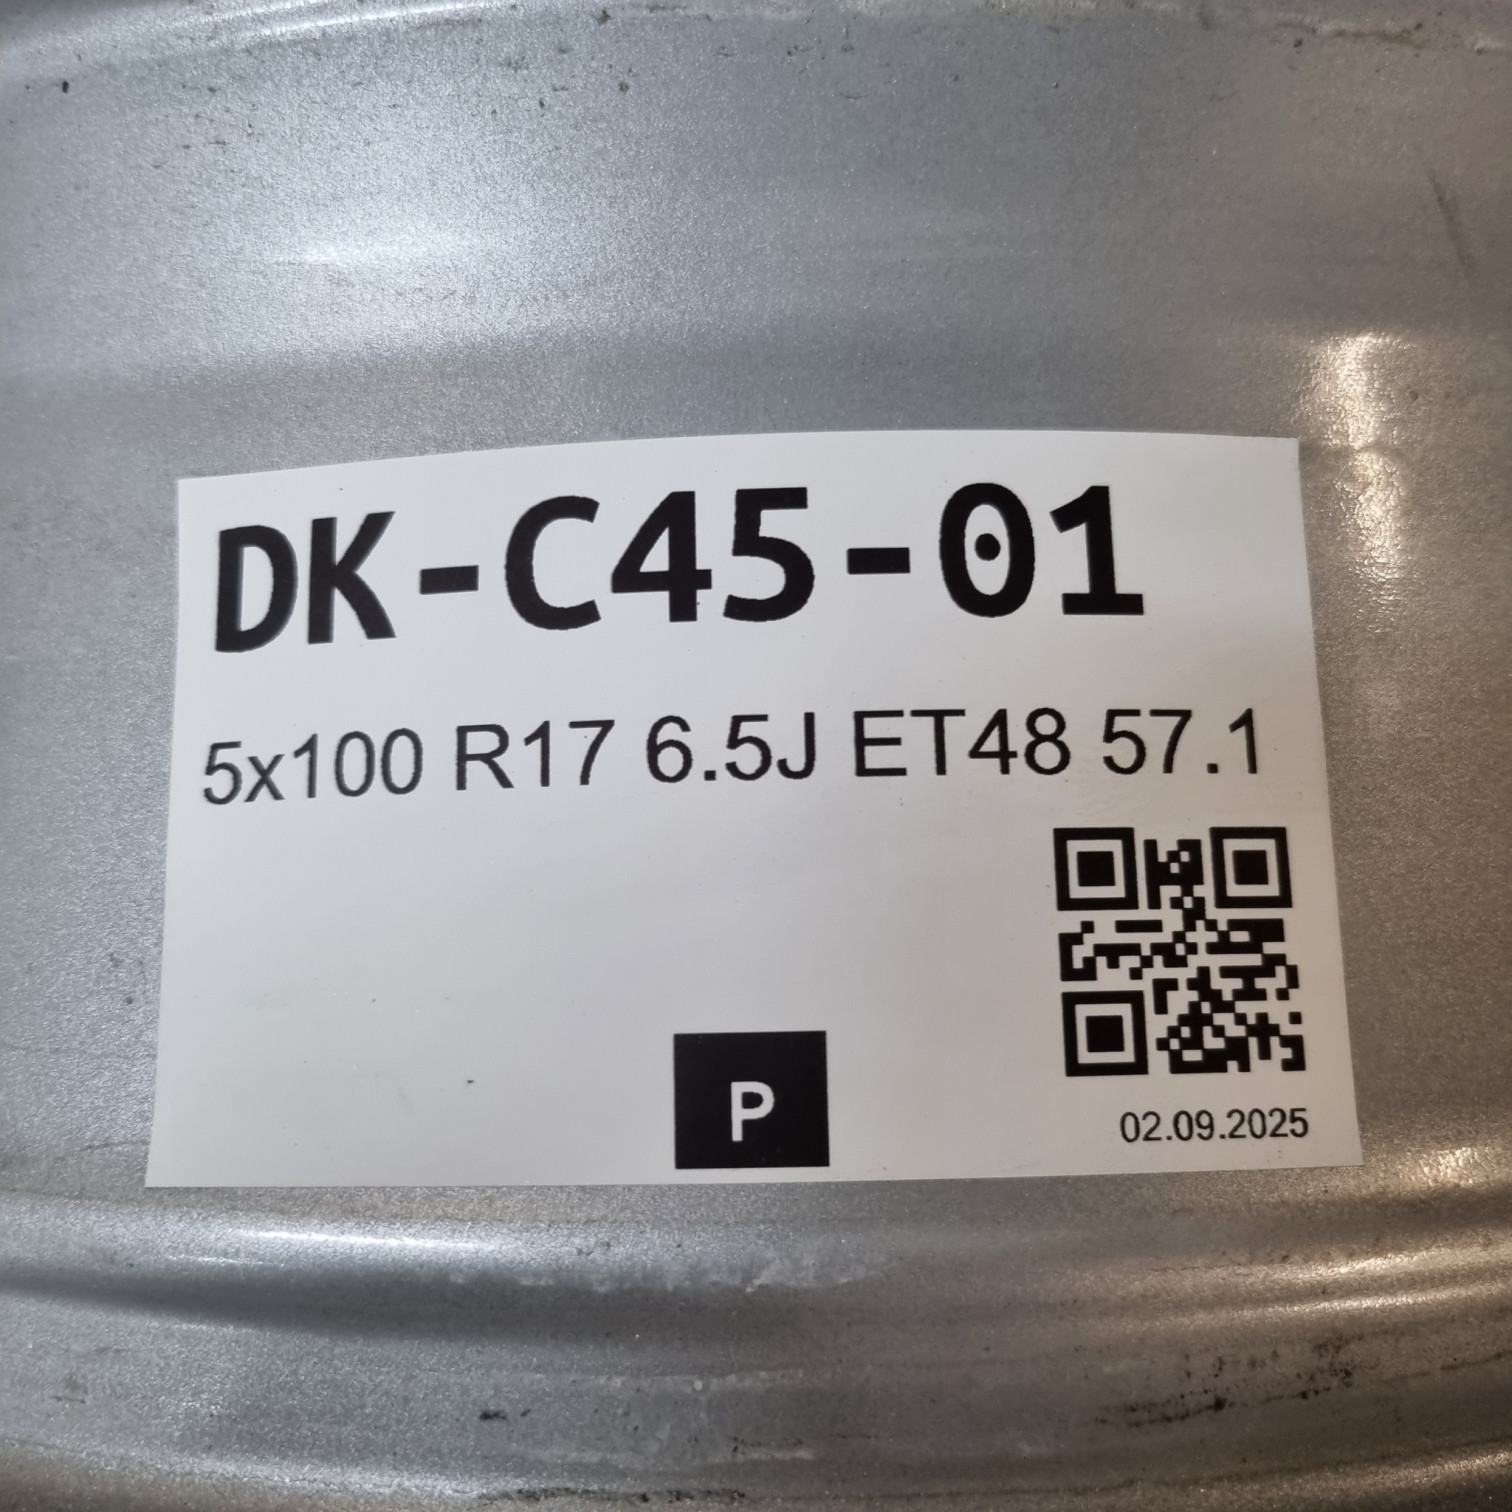 DK-C45-01
5x100 R17 6.5J ET48 57.1
P
02.09.2025